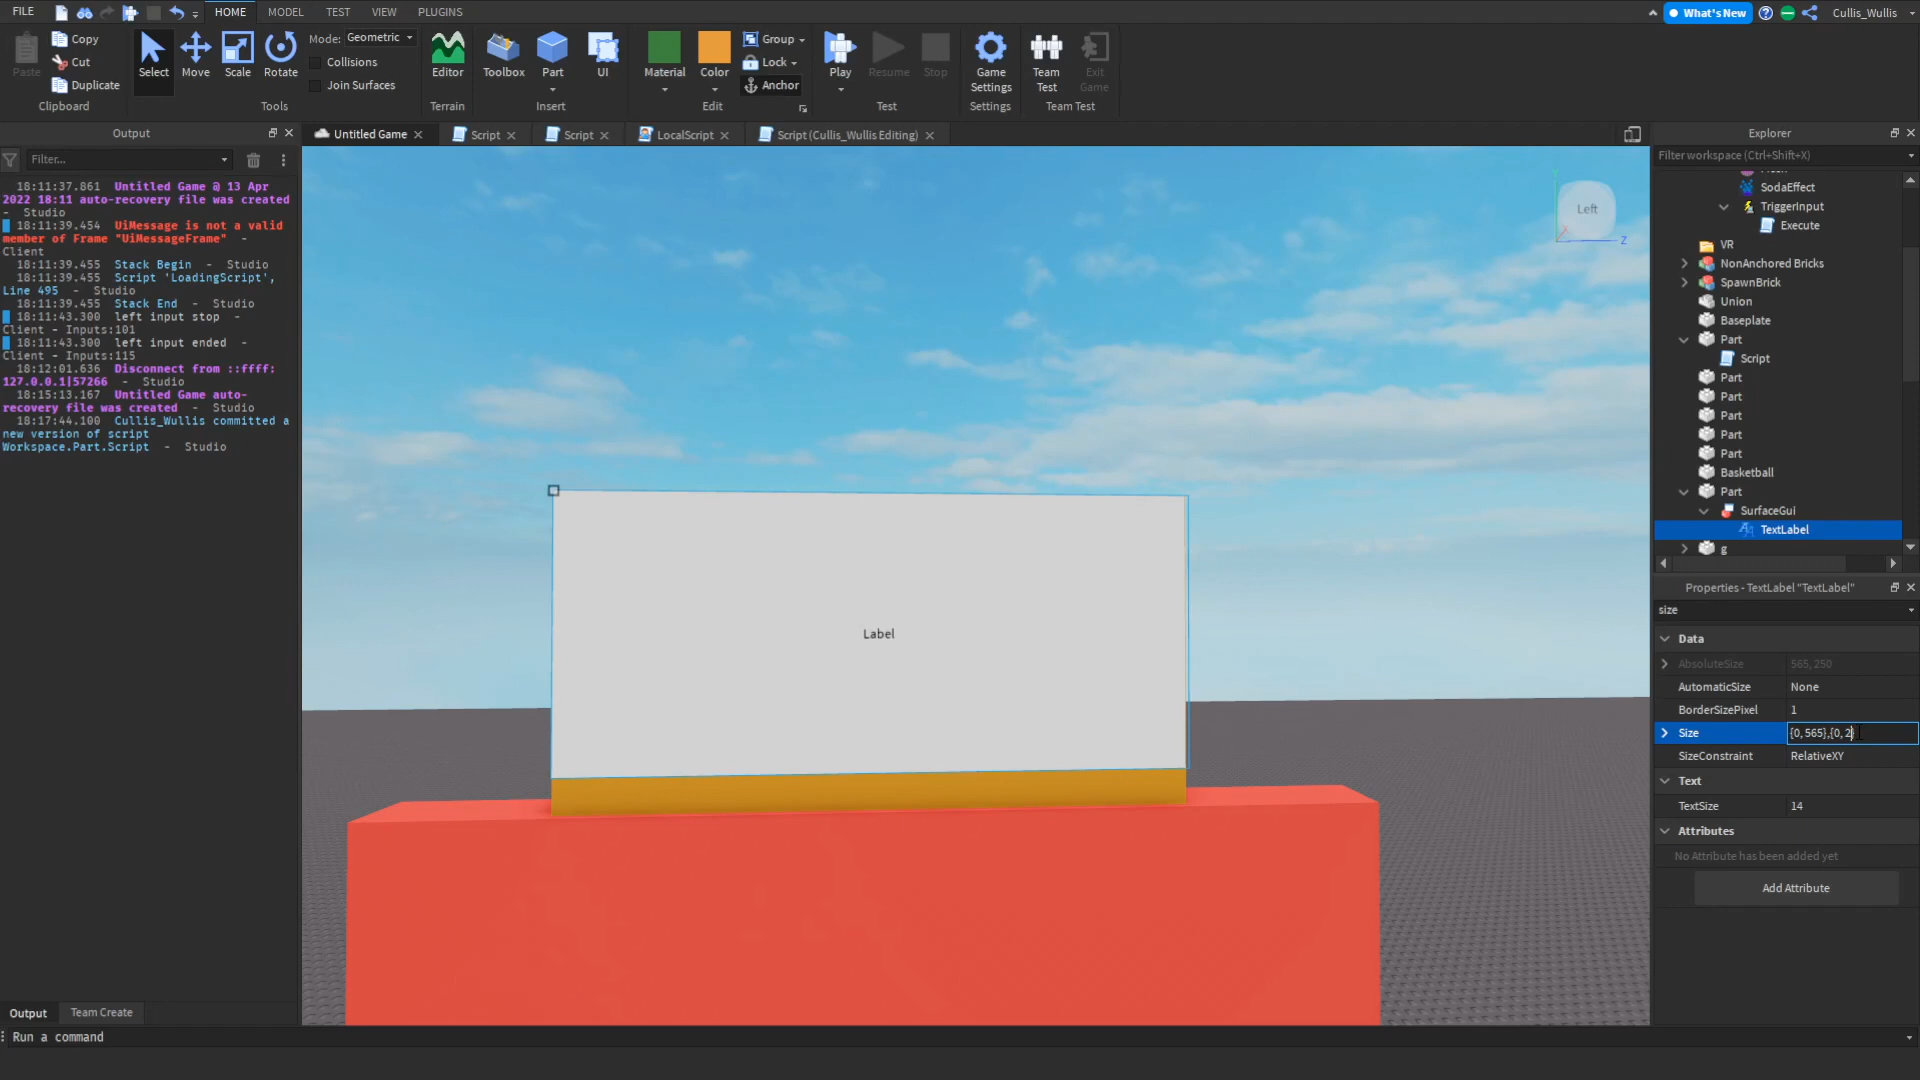 FILE HOME MODEL TEST VIEW PLUGINS What's New Cullis_Wullis
Paste Copy Cut Duplicate Clipboard
Select Move Scale Rotate Mode: Geometric Collisions Join Surfaces Tools
Editor Terrain
Toolbox Part UI Insert
Material Color Group Lock Anchor Edit
Play Resume Stop Test
Game Settings Settings
Team Test Exit Game Team Test
Output
Filter...
18:11:37.861 Untitled Game @ 13 Apr
2022 18:11 auto-recovery file was created
- Studio
18:11:39.454 UiMessage is not a valid
member of Frame "UiMessageFrame" -
Client
18:11:39.455 Stack Begin - Studio
18:11:39.455 Script 'LoadingScript',
Line 495 - Studio
18:11:39.455 Stack End - Studio
18:11:43.300 left input stop -
Client - Inputs:101
18:11:43.300 left input ended -
Client - Inputs:115
18:12:01.636 Disconnect from ::ffff:
127.0.0.1|57266 - Studio
18:15:13.167 Untitled Game auto-
recovery file was created - Studio
18:17:44.100 Cullis_Wullis committed a
new version of script
Workspace.Part.Script - Studio
Output Team Create
Run a command
Untitled Game Script Script LocalScript Script (Cullis_Wullis Editing)
Left
Z
Label
Explorer
Filter workspace (Ctrl+Shift+X)
SodaEffect
TriggerInput
Execute
VR
NonAnchored Bricks
SpawnBrick
Union
Baseplate
Part
Script
Part
Part
Part
Part
Part
Basketball
Part
SurfaceGui
TextLabel
g
Properties - TextLabel "TextLabel"
size
Data
AbsoluteSize 565, 250
AutomaticSize None
BorderSizePixel 1
Size {0, 565},{0, 2}
SizeConstraint RelativeXY
Text
TextSize 14
Attributes
No Attribute has been added yet
Add Attribute